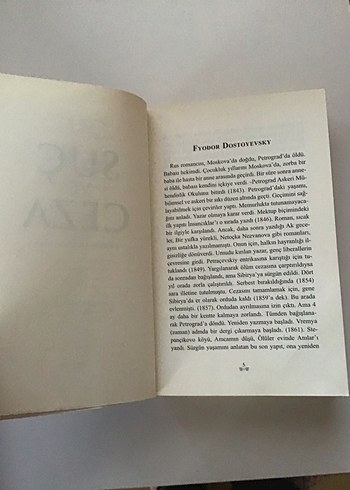 FYODOR DOSTOYEVSKY
Rus romancısı, Moskova'da doğdu, Petrograd'da öldü.
Babası hekimdi. Çocukluk yıllarını Moskova'da, zorba bir
baba ile hasta bir anne arasında geçirdi. Bir süre sonra anne-
si öldü, babası kendini içkiye verdi - Petrograd Askeri Mü-
hendislik Okulunu bitirdi (1843). Petrograd'daki yaşamı,
bağımsız ve askeri bir sıkı düzen altında geçti. Geçimini sağ-
layabilmek için çeviriler yaptı. Memurlukta tutunamayaca-
ğını anladı. Yazar olmaya karar verdi. Mektup biçimindeki
ilk yapıtı İnsancıklar'ı o sırada yazdı (1846). Roman, sıcak
bir ilgiyle karşılandı. Ancak, daha sonra yazdığı Ak gece-
ler, Bir yufka yürekli, Netoçka Nezvanova gibi romanları,
aynı ustalıkla yazılmamıştı. Onun için, halkın hayranlığı il-
gisizliğe dönüverdi. Umudu kırılan yazar, genç liberallerin
çevresine girdi. Petraçevskiy entrikasına karıştığı için tu-
tuklandı (1849). Yargılanarak ölüm cezasına çarptırıldıysa
da sonradan bağışlandı, ama Sibirya'ya sürgün edildi. Dört
yıl orada zorla çalıştırıldı. Serbest bırakıldığında (1854)
sara illetine tutulmuştu. Cezasını tamamlamak için, gene
Sibirya'da er olarak orduda kaldı (1859'a dek). Bu arada
evlenmişti. (1857). Ordudan ayrılmasına izin çıktı. Ama 4
ay daha bir kentte kalmaya zorlandı. Tümden bağışlana-
rak Petrograd'a döndü. Yeniden yazmaya başladı. Vremya
(zaman) adında bir dergi çıkarmaya başladı. (1861). Ste-
pançikovo köyü, Amcamın düşü, Ölüler evinde Anılar'ı
yazdı. Sürgün yaşamını anlatan bu son yapıt, ona yeniden
5